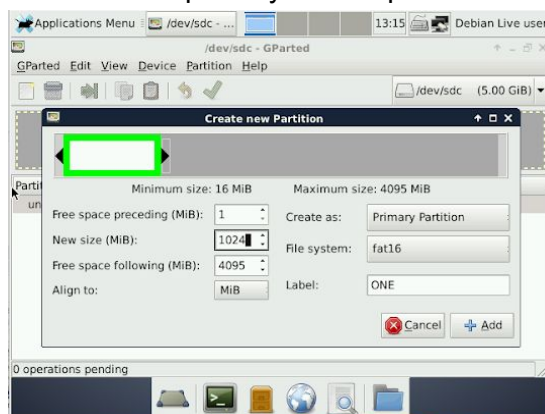 Applications Menu /dev/sdc - ... 13:15 Debian Live user
/dev/sdc - GParted
GParted Edit View Device Partition Help
/dev/sdc (5.00 GiB)
Create new Partition
Partit
un
Minimum size: 16 MiB Maximum size: 4095 MiB
Free space preceding (MiB): 1 Create as: Primary Partition
New size (MiB): 1024 File system: fat16
Free space following (MiB): 4095
Align to: MiB Label: ONE
Cancel Add
0 operations pending